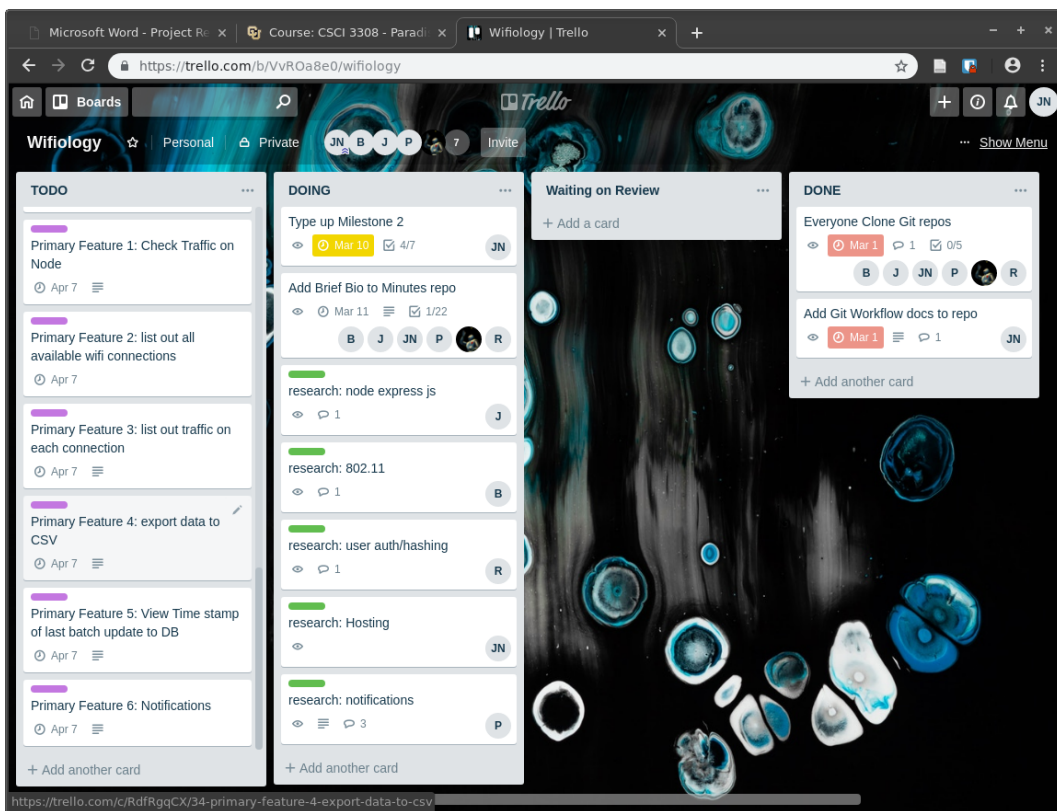 Microsoft Word - Project Re
Course: CSCI 3308 - Paradi
Wifiology | Trello
https://trello.com/b/VvROa8e0/wifiology
Boards
Trello
JN
Wifiology
Personal
Private
JN B J P 7
Invite
Show Menu
TODO
Primary Feature 1: Check Traffic on
Node
Apr 7
Primary Feature 2: list out all
available wifi connections
Apr 7
Primary Feature 3: list out traffic on
each connection
Apr 7
Primary Feature 4: export data to
CSV
Apr 7
Primary Feature 5: View Time stamp
of last batch update to DB
Apr 7
Primary Feature 6: Notifications
Apr 7
+ Add another card
DOING
Type up Milestone 2
Mar 10 4/7
JN
Add Brief Bio to Minutes repo
Mar 11 1/22
B J JN P R
research: node express js
1
J
research: 802.11
1
B
research: user auth/hashing
1
R
research: Hosting
JN
research: notifications
3
P
+ Add another card
Waiting on Review
+ Add a card
DONE
Everyone Clone Git repos
Mar 1 1 0/5
B J JN P R
Add Git Workflow docs to repo
Mar 1 1
JN
+ Add another card
https://trello.com/c/RdfRgqCX/34-primary-feature-4-export-data-to-csv